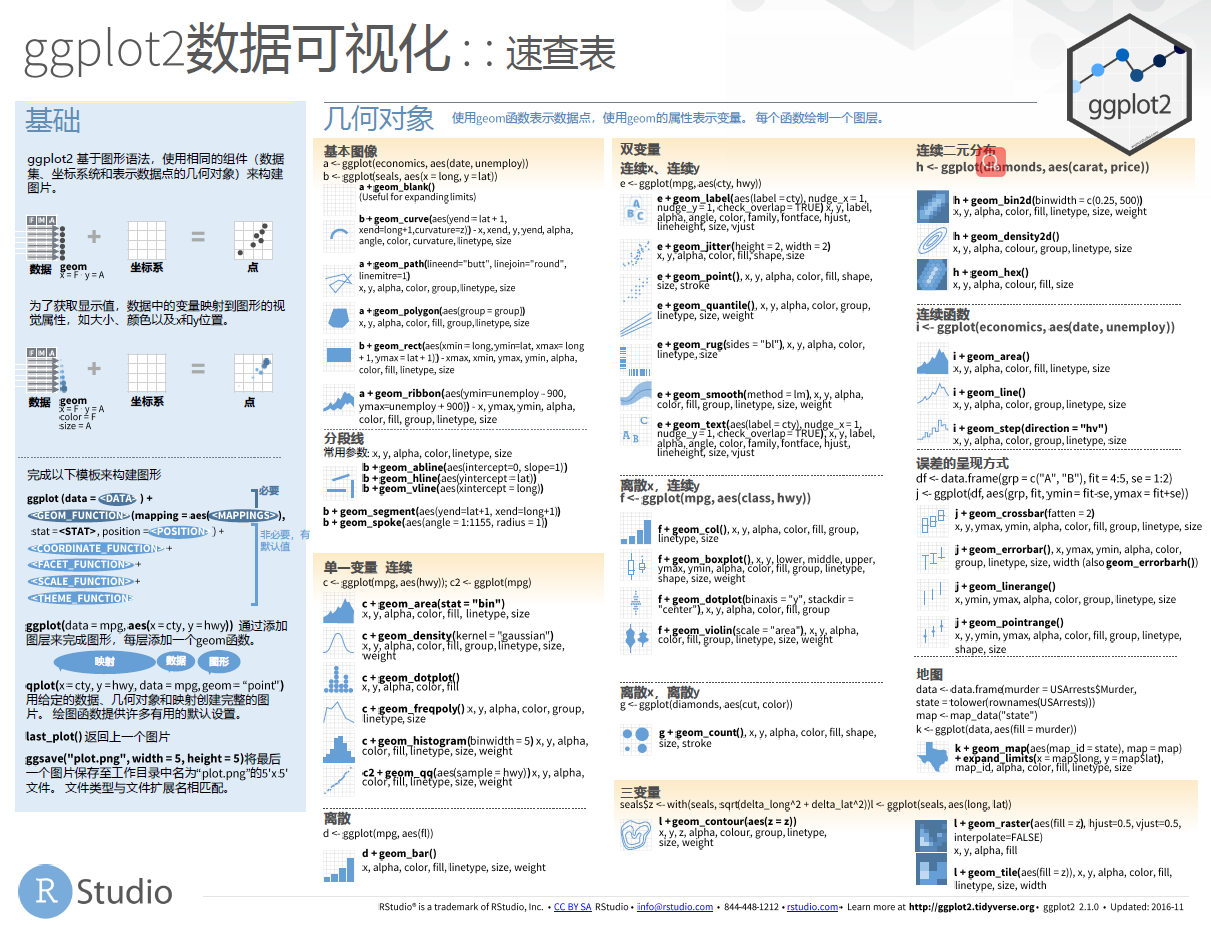 ggplot2数据可视化 : : 速查表
ggplot2
基础
ggplot2 基于图形语法，使用相同的组件（数据
集、坐标系统和表示数据点的几何对象）来构建
图片。
F M A
+
=
数据
geom
x = F · y = A
坐标系
点
为了获取显示值，数据中的变量映射到图形的视
觉属性，如大小、颜色以及x和y位置。
F M A
+
=
数据
geom
x = F · y = A
color = F
size = A
坐标系
点
完成以下模板来构建图形
必要
ggplot (data = <DATA> ) +
<GEOM_FUNCTION> (mapping = aes(<MAPPINGS>),
stat = <STAT>, position = <POSITION> ) +
非必要，有
默认值
<COORDINATE_FUNCTION> +
<FACET_FUNCTION> +
<SCALE_FUNCTION> +
<THEME_FUNCTION>
ggplot(data = mpg, aes(x = cty, y = hwy)) 通过添加
图层来完成图形，每层添加一个geom函数。
映射 数据 图形
qplot(x = cty, y = hwy, data = mpg, geom = “point")
用给定的数据、几何对象和映射创建完整的图
片。 绘图函数提供许多有用的默认设置。
last_plot() 返回上一个图片
ggsave("plot.png", width = 5, height = 5)将最后
一个图片保存至工作目录中名为“plot.png”的5'x 5'
文件。 文件类型与文件扩展名相匹配。
几何对象 使用geom函数表示数据点，使用geom的属性表示变量。 每个函数绘制一个图层。
基本图像
a <- ggplot(economics, aes(date, unemploy))
b <- ggplot(seals, aes(x = long, y = lat))
a + geom_blank()
(Useful for expanding limits)
b + geom_curve(aes(yend = lat + 1,
xend=long+1,curvature=z)) - x, xend, y, yend, alpha,
angle, color, curvature, linetype, size
a + geom_path(lineend="butt", linejoin="round",
linemitre=1)
x, y, alpha, color, group, linetype, size
a + geom_polygon(aes(group = group))
x, y, alpha, color, fill, group, linetype, size
b + geom_rect(aes(xmin = long, ymin=lat, xmax= long
+ 1, ymax = lat + 1)) - xmax, xmin, ymax, ymin, alpha,
color, fill, linetype, size
a + geom_ribbon(aes(ymin=unemploy - 900,
ymax=unemploy + 900)) - x, ymax, ymin, alpha,
color, fill, group, linetype, size
分段线
常用参数: x, y, alpha, color, linetype, size
b + geom_abline(aes(intercept=0, slope=1))
b + geom_hline(aes(yintercept = lat))
b + geom_vline(aes(xintercept = long))
b + geom_segment(aes(yend=lat+1, xend=long+1))
b + geom_spoke(aes(angle = 1:1155, radius = 1))
单一变量 连续
c <- ggplot(mpg, aes(hwy)); c2 <- ggplot(mpg)
c + geom_area(stat = "bin")
x, y, alpha, color, fill, linetype, size
c + geom_density(kernel = "gaussian")
x, y, alpha, color, fill, group, linetype, size,
weight
c + geom_dotplot()
x, y, alpha, color, fill
c + geom_freqpoly() x, y, alpha, color, group,
linetype, size
c + geom_histogram(binwidth = 5) x, y, alpha,
color, fill, linetype, size, weight
c2 + geom_qq(aes(sample = hwy)) x, y, alpha,
color, fill, linetype, size, weight
离散
d <- ggplot(mpg, aes(fl))
d + geom_bar()
x, alpha, color, fill, linetype, size, weight
双变量
连续x，连续y
e <- ggplot(mpg, aes(cty, hwy))
A
B C
e + geom_label(aes(label = cty), nudge_x = 1,
nudge_y = 1, check_overlap = TRUE) x, y, label,
alpha, angle, color, family, fontface, hjust,
lineheight, size, vjust
e + geom_jitter(height = 2, width = 2)
x, y, alpha, color, fill, shape, size
e + geom_point(), x, y, alpha, color, fill, shape,
size, stroke
e + geom_quantile(), x, y, alpha, color, group,
linetype, size, weight
e + geom_rug(sides = "bl"), x, y, alpha, color,
linetype, size
e + geom_smooth(method = lm), x, y, alpha,
color, fill, group, linetype, size, weight
C
A B
e + geom_text(aes(label = cty), nudge_x = 1,
nudge_y = 1, check_overlap = TRUE), x, y, label,
alpha, angle, color, family, fontface, hjust,
lineheight, size, vjust
离散x，连续y
f <- ggplot(mpg, aes(class, hwy))
f + geom_col(), x, y, alpha, color, fill, group,
linetype, size
f + geom_boxplot(), x, y, lower, middle, upper,
ymax, ymin, alpha, color, fill, group, linetype,
shape, size, weight
f + geom_dotplot(binaxis = "y", stackdir =
"center"), x, y, alpha, color, fill, group
f + geom_violin(scale = "area"), x, y, alpha,
color, fill, group, linetype, size, weight
离散x，离散y
g <- ggplot(diamonds, aes(cut, color))
g + geom_count(), x, y, alpha, color, fill, shape,
size, stroke
三变量
seals$z <- with(seals, sqrt(delta_long^2 + delta_lat^2))l <- ggplot(seals, aes(long, lat))
l + geom_contour(aes(z = z))
x, y, z, alpha, colour, group, linetype,
size, weight
连续二元分布
h <- ggplot(diamonds, aes(carat, price))
h + geom_bin2d(binwidth = c(0.25, 500))
x, y, alpha, color, fill, linetype, size, weight
h + geom_density2d()
x, y, alpha, colour, group, linetype, size
h + geom_hex()
x, y, alpha, colour, fill, size
连续函数
i <- ggplot(economics, aes(date, unemploy))
i + geom_area()
x, y, alpha, color, fill, linetype, size
i + geom_line()
x, y, alpha, color, group, linetype, size
i + geom_step(direction = "hv")
x, y, alpha, color, group, linetype, size
误差的呈现方式
df <- data.frame(grp = c("A", "B"), fit = 4:5, se = 1:2)
j <- ggplot(df, aes(grp, fit, ymin = fit-se, ymax = fit+se))
j + geom_crossbar(fatten = 2)
x, y, ymax, ymin, alpha, color, fill, group, linetype, size
j + geom_errorbar(), x, ymax, ymin, alpha, color,
group, linetype, size, width (also geom_errorbarh())
j + geom_linerange()
x, ymin, ymax, alpha, color, group, linetype, size
j + geom_pointrange()
x, y, ymin, ymax, alpha, color, fill, group, linetype,
shape, size
地图
data <- data.frame(murder = USArrests$Murder,
state = tolower(rownames(USArrests)))
map <- map_data("state")
k <- ggplot(data, aes(fill = murder))
k + geom_map(aes(map_id = state), map = map)
+ expand_limits(x = map$long, y = map$lat),
map_id, alpha, color, fill, linetype, size
l + geom_raster(aes(fill = z), hjust=0.5, vjust=0.5,
interpolate=FALSE)
x, y, alpha, fill
l + geom_tile(aes(fill = z)), x, y, alpha, color, fill,
linetype, size, width
R Studio
RStudio® is a trademark of RStudio, Inc. • CC BY SA RStudio • info@rstudio.com • 844-448-1212 • rstudio.com • Learn more at http://ggplot2.tidyverse.org • ggplot2 2.1.0 • Updated: 2016-11